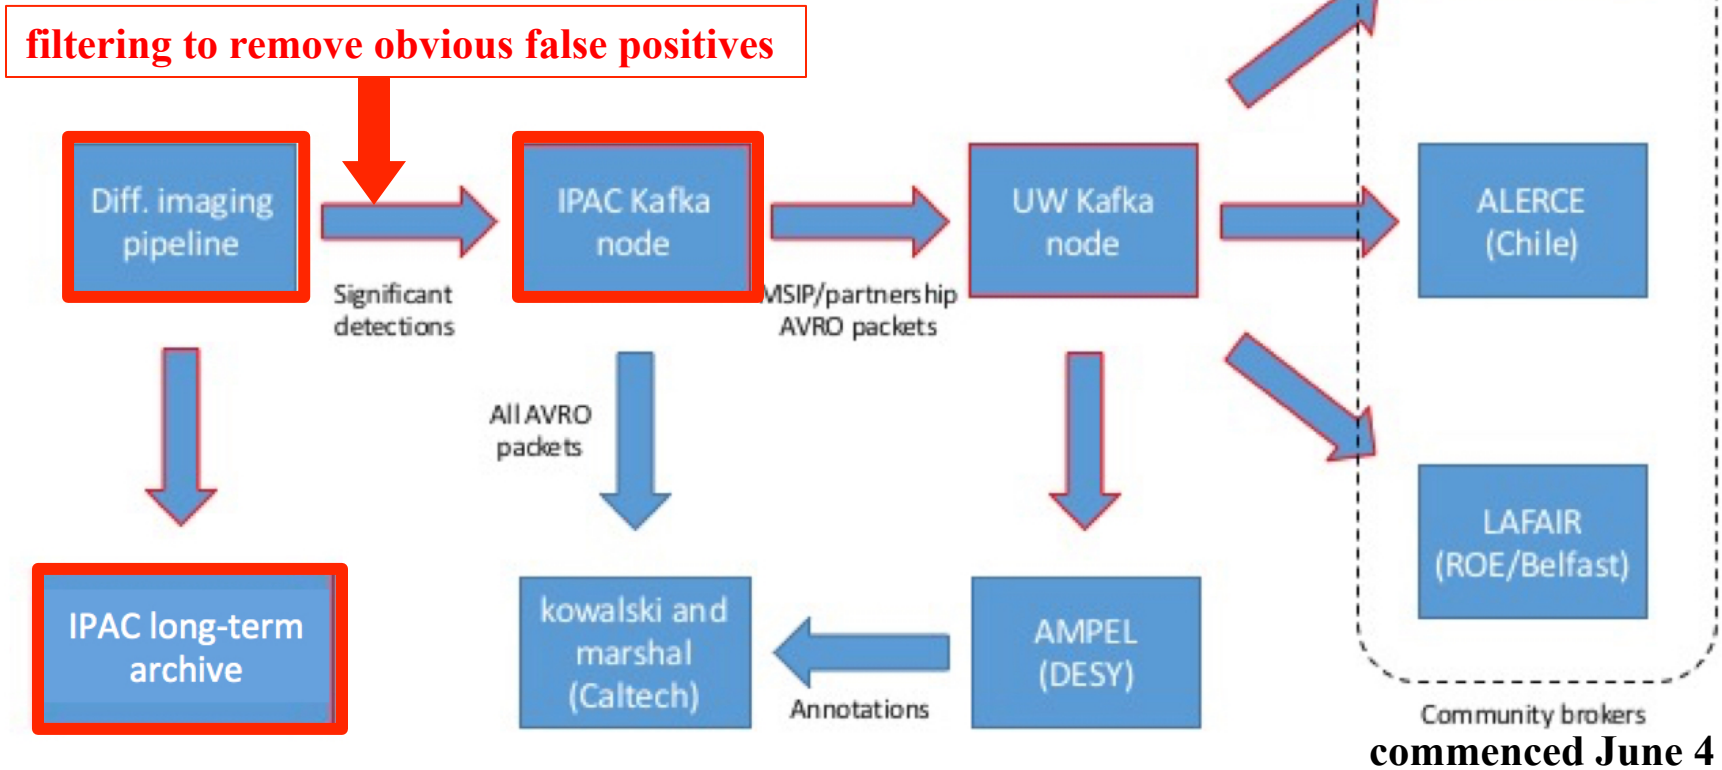 filtering to remove obvious false positives
Diff. imaging
pipeline
Significant
detections
IPAC Kafka
node
MSIP/partnership
AVRO packets
UW Kafka
node
ALERCE
(Chile)
All AVRO
packets
IPAC long-term
archive
kowalski and
marshal
(Caltech)
Annotations
AMPEL
(DESY)
LAFAIR
(ROE/Belfast)
Community brokers
commenced June 4